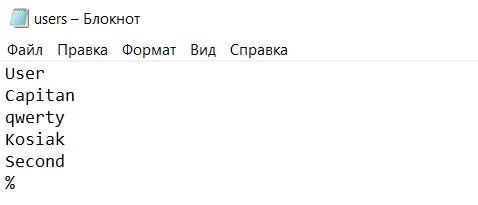 users – Блокнот
Файл Правка Формат Вид Справка
User
Capitan
qwerty
Kosiak
Second
%